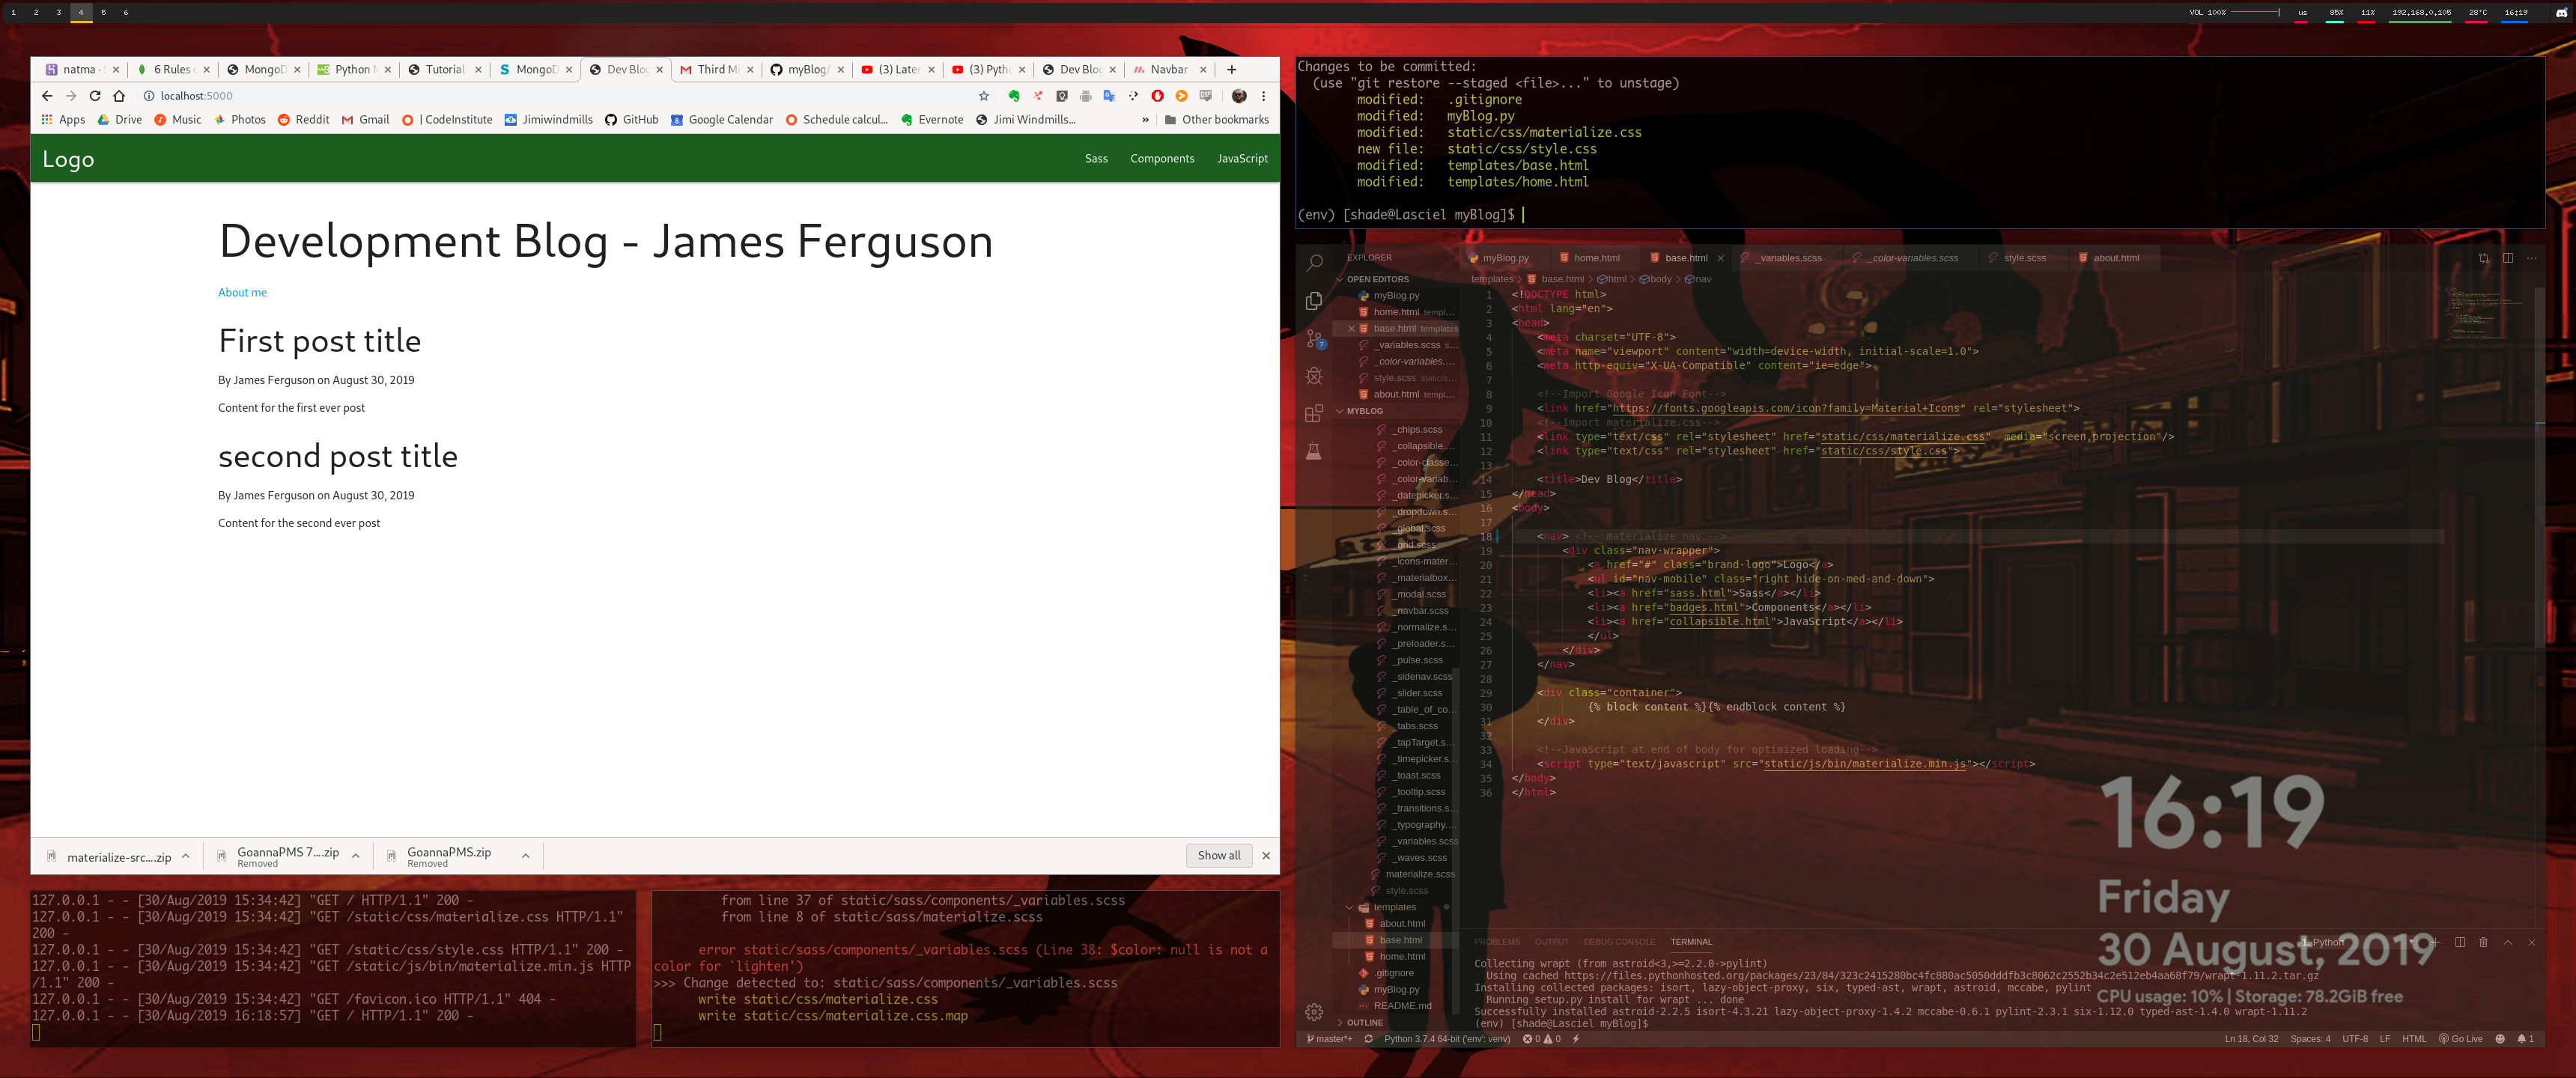 1 2 3 4 5 6
VOL 100% us 85% 11% 192.168.0.105 28°C 16:19
natma - 6 Rules MongoD Python M Tutorial MongoD Dev Blog Third Mi myBlog/ (3) Later (3) Pytho Dev Blog Navbar
localhost:5000
Apps Drive Music Photos Reddit Gmail | CodeInstitute Jimiwindmills GitHub Google Calendar Schedule calcul... Evernote Jimi Windmills... » Other bookmarks
Logo Sass Components JavaScript
Development Blog - James Ferguson
About me
First post title
By James Ferguson on August 30, 2019
Content for the first ever post
second post title
By James Ferguson on August 30, 2019
Content for the second ever post
materialize-src....zip GoannaPMS 7....zip GoannaPMS.zip Show all
Removed Removed
127.0.0.1 - - [30/Aug/2019 15:34:42] "GET / HTTP/1.1" 200 -
127.0.0.1 - - [30/Aug/2019 15:34:42] "GET /static/css/materialize.css HTTP/1.1"
200 -
127.0.0.1 - - [30/Aug/2019 15:34:42] "GET /static/css/style.css HTTP/1.1" 200 -
127.0.0.1 - - [30/Aug/2019 15:34:42] "GET /static/js/bin/materialize.min.js HTTP
/1.1" 200 -
127.0.0.1 - - [30/Aug/2019 15:34:42] "GET /favicon.ico HTTP/1.1" 404 -
127.0.0.1 - - [30/Aug/2019 16:18:57] "GET / HTTP/1.1" 200 -
from line 37 of static/sass/components/_variables.scss
from line 8 of static/sass/materialize.scss
error static/sass/components/_variables.scss (Line 38: $color: null is not a
color for `lighten')
>>> Change detected to: static/sass/components/_variables.scss
write static/css/materialize.css
write static/css/materialize.css.map
Changes to be committed:
(use "git restore --staged <file>..." to unstage)
modified: .gitignore
modified: myBlog.py
modified: static/css/materialize.css
new file: static/css/style.css
modified: templates/base.html
modified: templates/home.html
(env) [shade@Lasciel myBlog]$
EXPLORER
OPEN EDITORS
myBlog.py
home.html templ...
base.html templates
_variables.scss s...
_color-variables....
style.scss static/s...
about.html templ...
MYBLOG
_chips.scss
_collapsible....
_color-classe...
_color-variab...
_datepicker.s...
_dropdown.s...
_global.scss
_grid.scss
_icons-mater...
_materialbox...
_modal.scss
_navbar.scss
_normalize.s...
_preloader.s...
_pulse.scss
_sidenav.scss
_slider.scss
_table_of_co...
_tabs.scss
_tapTarget.s...
_timepicker.s...
_toast.scss
_tooltip.scss
_transitions.s...
_typography....
_variables.scss
_waves.scss
materialize.scss
style.scss
templates
about.html
base.html
home.html
.gitignore
myBlog.py
README.md
OUTLINE
7
myBlog.py home.html base.html _variables.scss _color-variables.scss style.scss about.html
templates > base.html > html > body > nav
1 <!DOCTYPE html>
2 <html lang="en">
3 <head>
4 <meta charset="UTF-8">
5 <meta name="viewport" content="width=device-width, initial-scale=1.0">
6 <meta http-equiv="X-UA-Compatible" content="ie=edge">
7
8 <!--Import Google Icon Font-->
9 <link href="https://fonts.googleapis.com/icon?family=Material+Icons" rel="stylesheet">
10 <!--Import materialize.css-->
11 <link type="text/css" rel="stylesheet" href="static/css/materialize.css" media="screen,projection"/>
12 <link type="text/css" rel="stylesheet" href="static/css/style.css">
13
14 <title>Dev Blog</title>
15 </head>
16 <body>
17
18 <nav> <!-- materialize nav -->
19 <div class="nav-wrapper">
20 <a href="#" class="brand-logo">Logo</a>
21 <ul id="nav-mobile" class="right hide-on-med-and-down">
22 <li><a href="sass.html">Sass</a></li>
23 <li><a href="badges.html">Components</a></li>
24 <li><a href="collapsible.html">JavaScript</a></li>
25 </ul>
26 </div>
27 </nav>
28
29 <div class="container">
30 {% block content %}{% endblock content %}
31 </div>
32
33 <!--JavaScript at end of body for optimized loading-->
34 <script type="text/javascript" src="static/js/bin/materialize.min.js"></script>
35 </body>
36 </html>
16:19
Friday
30 August, 2019
CPU usage: 10% | Storage: 78.2GiB free
PROBLEMS OUTPUT DEBUG CONSOLE TERMINAL 1: Python
Collecting wrapt (from astroid<3,>=2.2.0->pylint)
Using cached https://files.pythonhosted.org/packages/23/84/323c2415280bc4fc880ac5050dddfb3c8062c2552b34c2e512eb4aa68f79/wrapt-1.11.2.tar.gz
Installing collected packages: isort, lazy-object-proxy, six, typed-ast, wrapt, astroid, mccabe, pylint
Running setup.py install for wrapt ... done
Successfully installed astroid-2.2.5 isort-4.3.21 lazy-object-proxy-1.4.2 mccabe-0.6.1 pylint-2.3.1 six-1.12.0 typed-ast-1.4.0 wrapt-1.11.2
(env) [shade@Lasciel myBlog]$
master*+ Python 3.7.4 64-bit ('env': venv) 0 0 Ln 18, Col 32 Spaces: 4 UTF-8 LF HTML Go Live 1